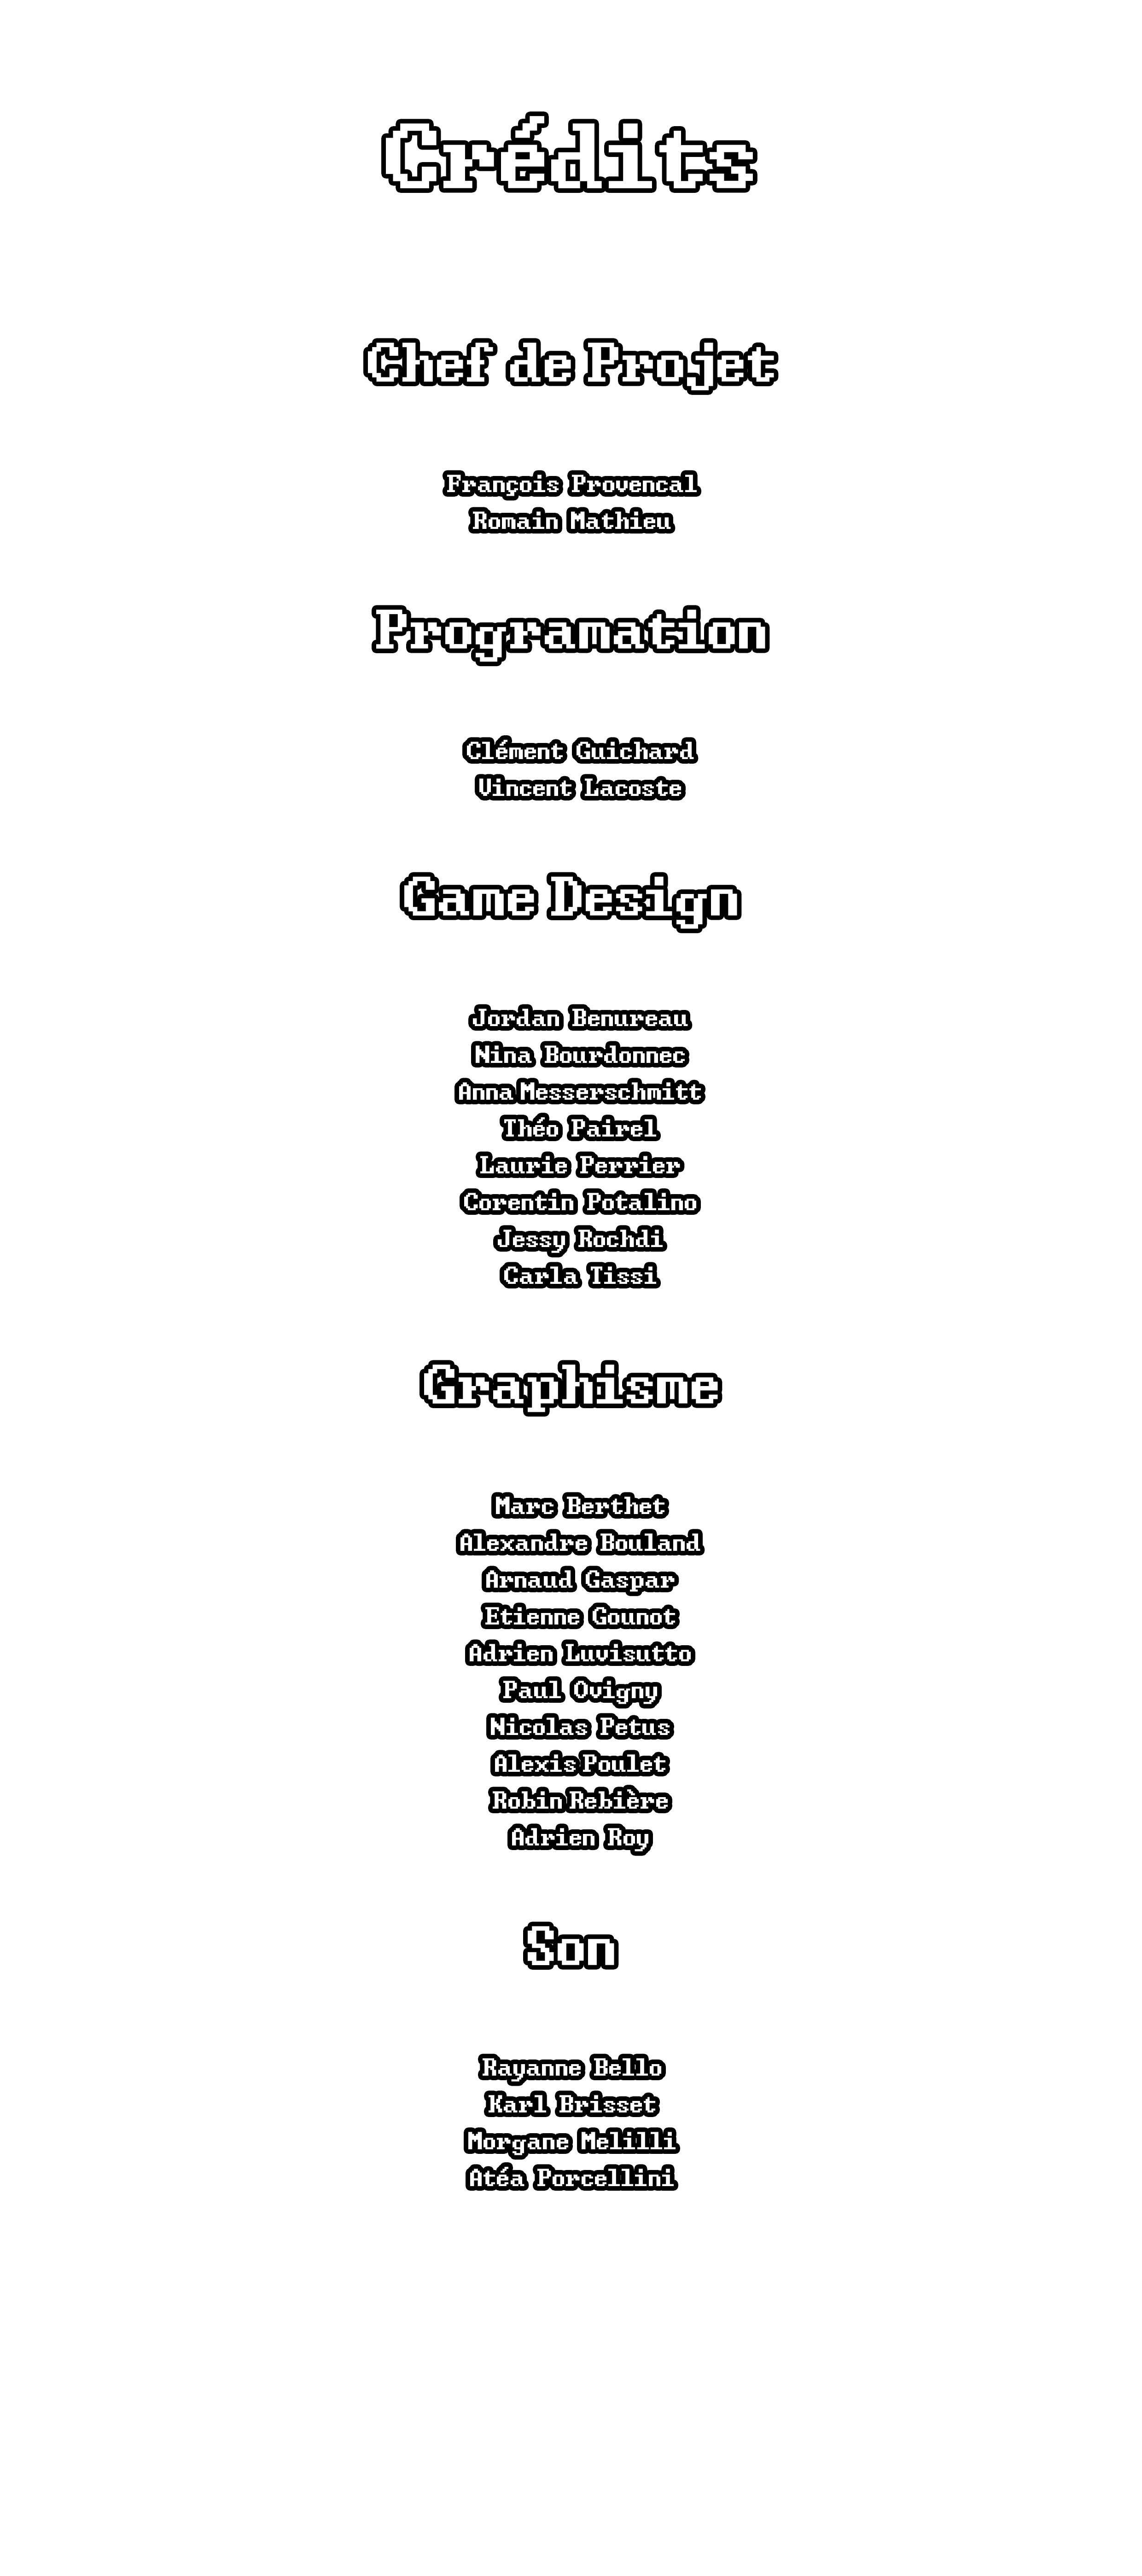 Crédits
Chef de Projet
François Provencal
Romain Mathieu
Programation
Clément Guichard
Vincent Lacoste
Game Design
Jordan Benureau
Nina Bourdonnec
Anna Messerschmitt
Théo Pairel
Laurie Perrier
Corentin Potalino
Jessy Rochdi
Carla Tissi
Graphisme
Marc Berthet
Alexandre Bouland
Arnaud Gaspar
Etienne Gounot
Adrien Luvisutto
Paul Ovigny
Nicolas Petus
Alexis Poulet
Robin Rebière
Adrien Roy
Son
Rayanne Bello
Karl Brisset
Morgane Melilli
Atéa Porcellini